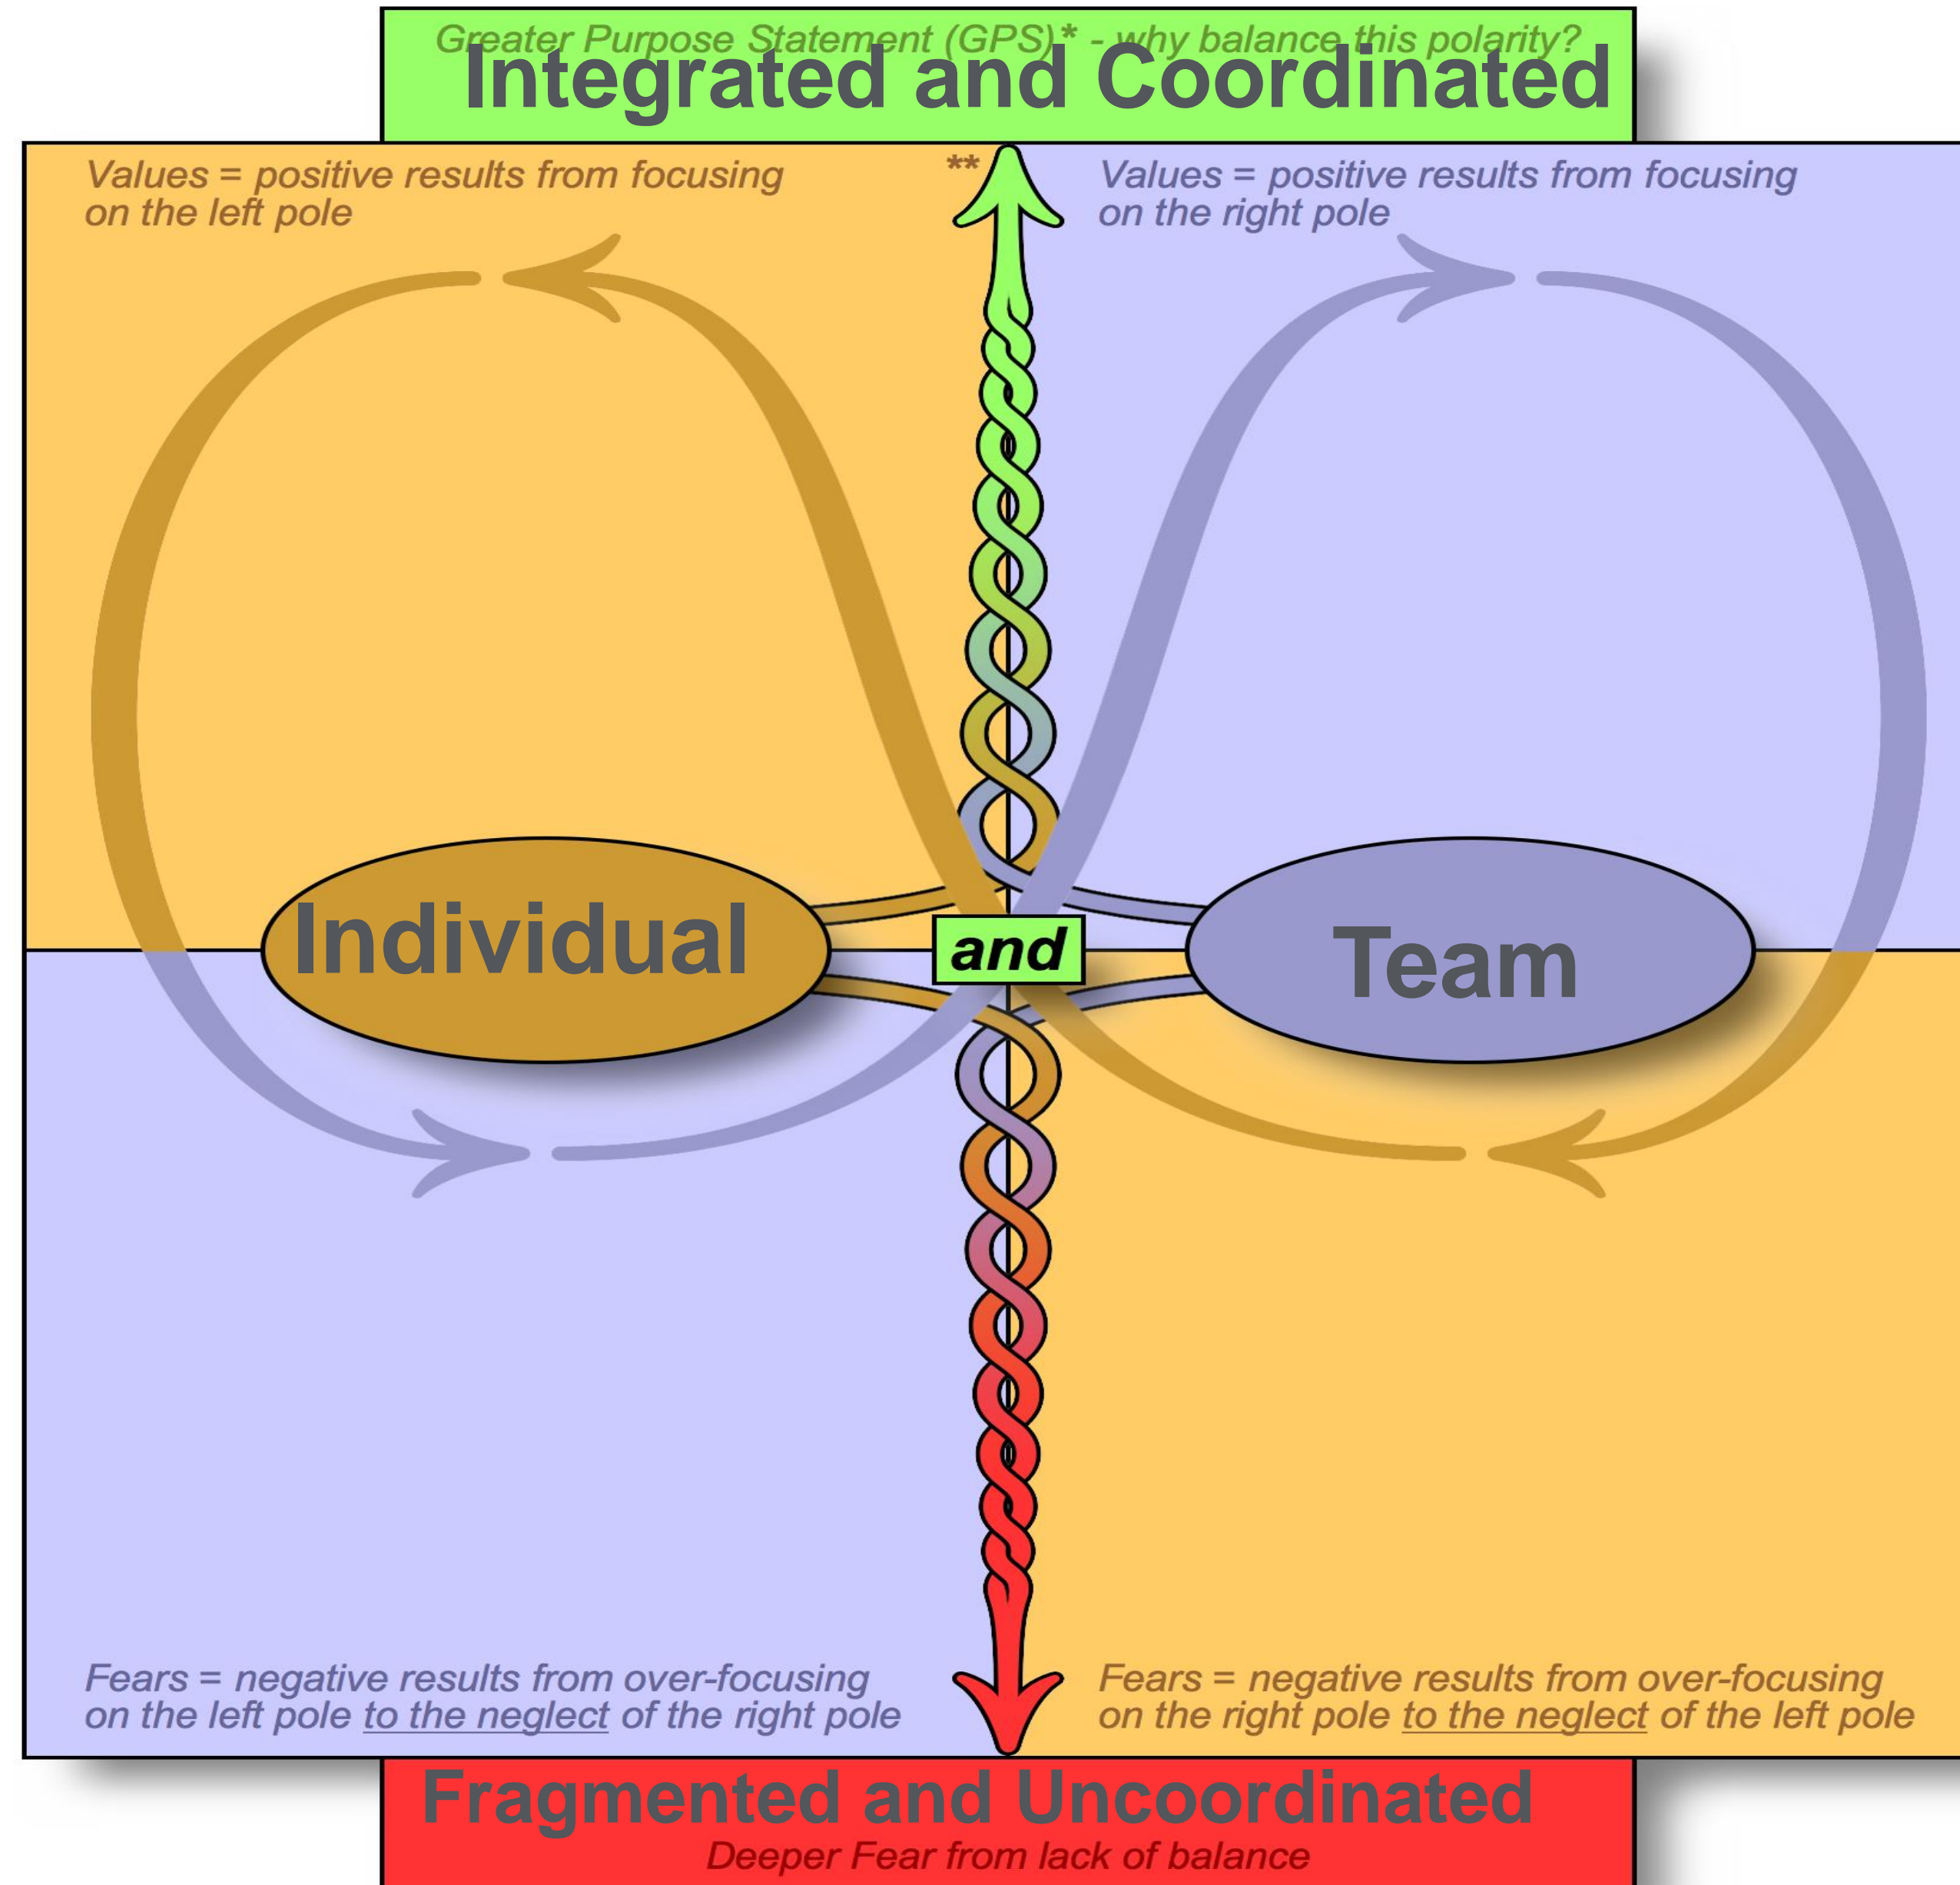 Greater Purpose Statement (GPS)* - why balance this polarity?
Integrated and Coordinated
Values = positive results from focusing
on the left pole
**
Values = positive results from focusing
on the right pole
Individual
and
Team
Fears = negative results from over-focusing
on the left pole to the neglect of the right pole
Fears = negative results from over-focusing
on the right pole to the neglect of the left pole
Fragmented and Uncoordinated
Deeper Fear from lack of balance